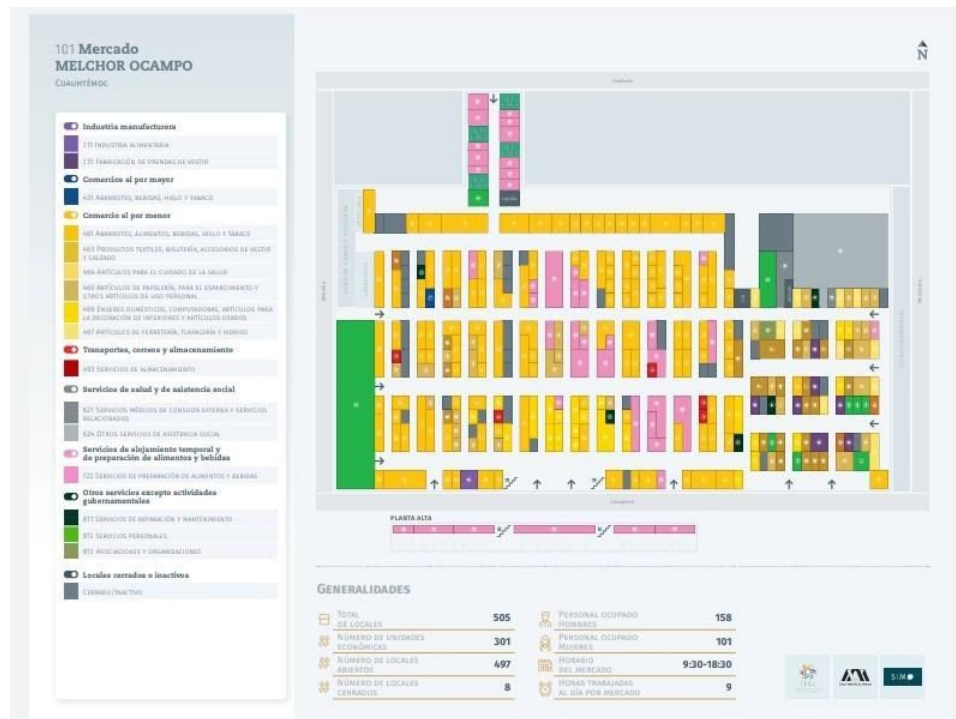 101 Mercado
MELCHOR OCAMPO
CUAUHTÉMOC
Industria manufacturera
311 INDUSTRIA ALIMENTARIA
315 FABRICACIÓN DE PRENDAS DE VESTIR
Comercios al por mayor
431 ABARROTES, BEBIDAS, HIELO Y TABACO
Comercio al por menor
461 ABARROTES, ALIMENTOS, BEBIDAS, HIELO Y TABACO
463 PRODUCTOS TEXTILES, BISUTERÍA, ACCESORIOS DE VESTIR
Y CALZADO
464 ARTÍCULOS PARA EL CUIDADO DE LA SALUD
465 ARTÍCULOS DE PAPELERÍA, PARA EL ESPARCIMIENTO Y
OTROS ARTÍCULOS DE USO PERSONAL
466 ENSERES DOMÉSTICOS, COMPUTADORAS, ARTÍCULOS PARA
LA DECORACIÓN DE INTERIORES Y ARTÍCULOS USADOS
467 ARTÍCULOS DE FERRETERÍA, TLAPALERÍA Y VIDRIOS
Transportes, correos y almacenamiento
493 SERVICIOS DE ALMACENAMIENTO
Servicios de salud y de asistencia social
621 SERVICIOS MÉDICOS DE CONSULTA EXTERNA Y SERVICIOS
RELACIONADOS
624 OTROS SERVICIOS DE ASISTENCIA SOCIAL
Servicios de alojamiento temporal y
de preparación de alimentos y bebidas
722 SERVICIOS DE PREPARACIÓN DE ALIMENTOS Y BEBIDAS
Otros servicios excepto actividades
gubernamentales
811 SERVICIOS DE REPARACIÓN Y MANTENIMIENTO
812 SERVICIOS PERSONALES
813 ASOCIACIONES Y ORGANIZACIONES
Locales cerrados o inactivos
CERRADO/INACTIVO
N
PLANTA ALTA
GENERALIDADES
TOTAL
DE LOCALES 505
NÚMERO DE UNIDADES
ECONÓMICAS 301
NÚMERO DE LOCALES
ABIERTOS 497
NÚMERO DE LOCALES
CERRADOS 8
PERSONAL OCUPADO
HOMBRES 158
PERSONAL OCUPADO
MUJERES 101
HORARIO
DEL MERCADO 9:30-18:30
HORAS TRABAJADAS
AL DÍA POR MERCADO 9
SIMO